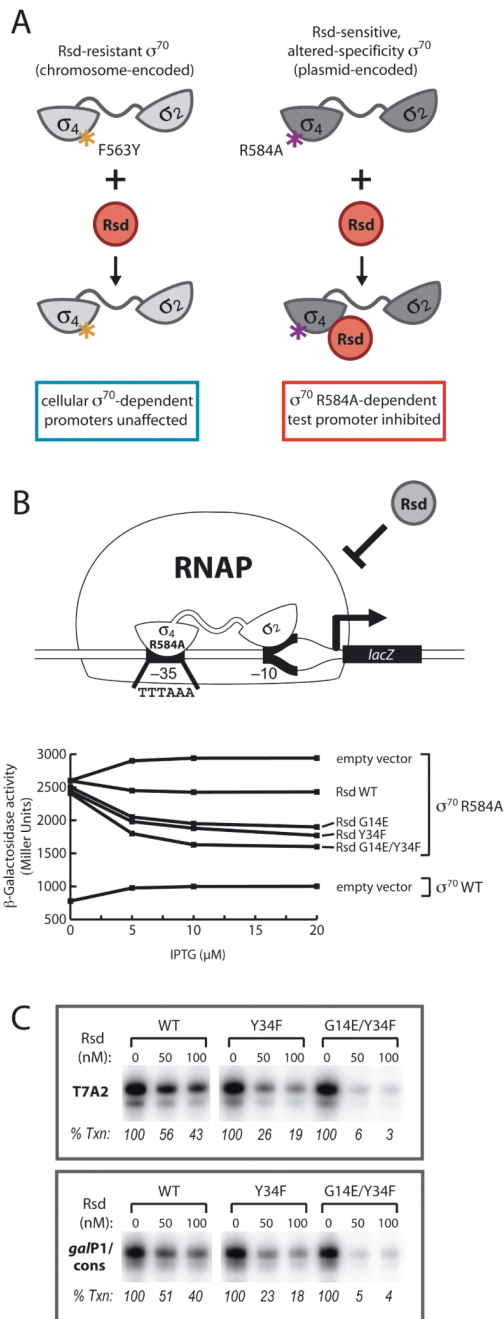 A
Rsd-resistant σ⁷⁰
(chromosome-encoded)
Rsd-sensitive,
altered-specificity σ⁷⁰
(plasmid-encoded)
σ₄ σ₂
F563Y
σ₄ σ₂
R584A
+
+
Rsd
Rsd
σ₄ σ₂
σ₄ σ₂
Rsd
cellular σ⁷⁰-dependent
promoters unaffected
σ⁷⁰ R584A-dependent
test promoter inhibited
B
Rsd
RNAP
σ₄
R584A
σ₂
−35
−10
lacZ
TTTAAA
β-Galactosidase activity
(Miller Units)
3000
2500
2000
1500
1000
500
0 5 10 15 20
IPTG (μM)
empty vector
Rsd WT
Rsd G14E
Rsd Y34F
Rsd G14E/Y34F
σ⁷⁰ R584A
empty vector
σ⁷⁰ WT
C
WT Y34F G14E/Y34F
Rsd
(nM): 0 50 100 0 50 100 0 50 100
T7A2
% Txn: 100 56 43 100 26 19 100 6 3
WT Y34F G14E/Y34F
Rsd
(nM): 0 50 100 0 50 100 0 50 100
galP1/
cons
% Txn: 100 51 40 100 23 18 100 5 4